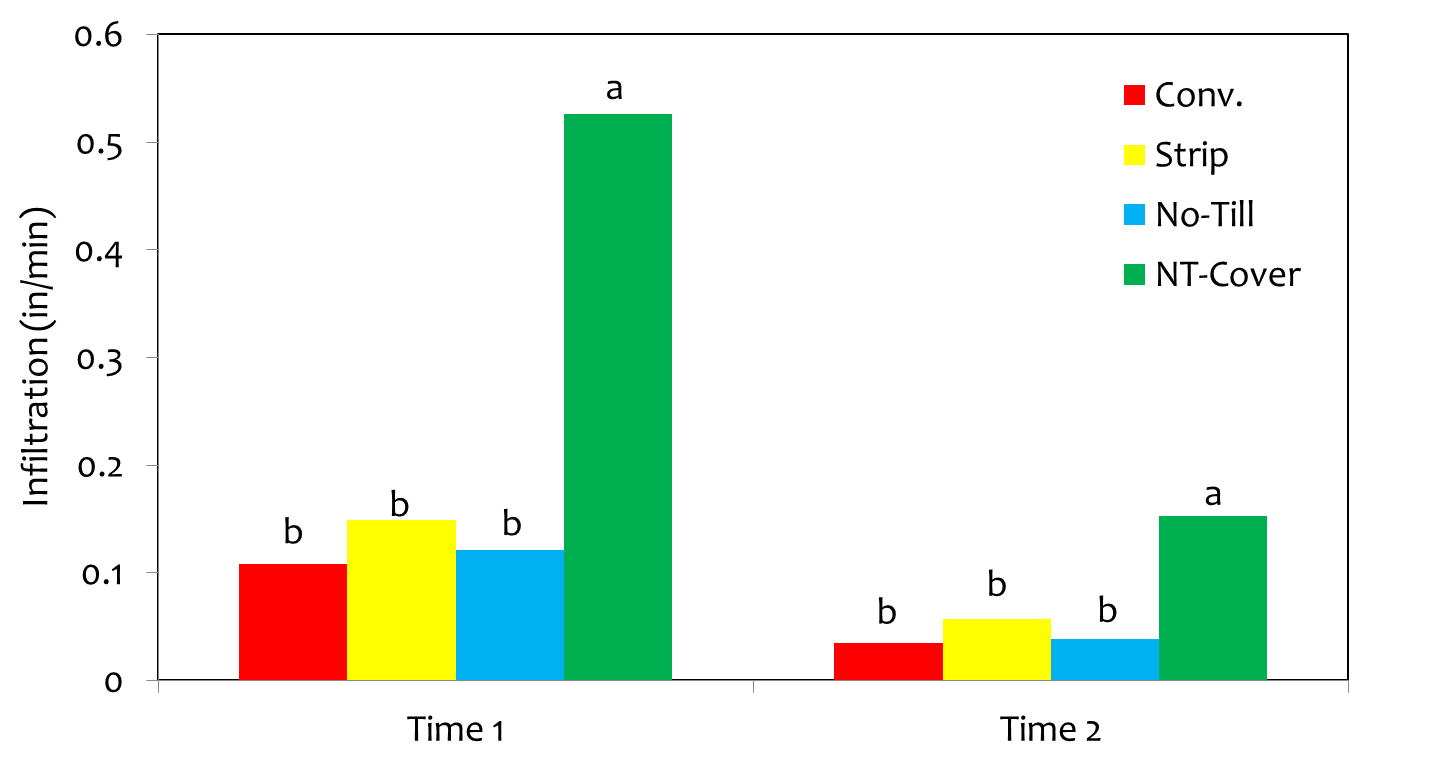 0.6
0.5
0.4
0.3
0.2
0.1
0
Infiltration (in/min)
a
b
b
b
b
b
b
a
Conv.
Strip
No-Till
NT-Cover
Time 1
Time 2